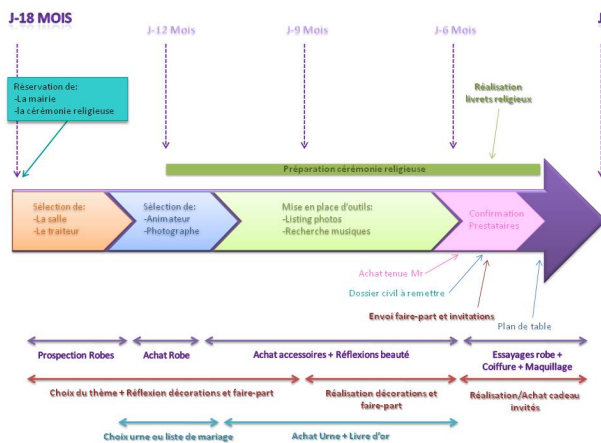 J-18 MOIS
J-12 Mois
J-9 Mois
J-6 Mois
J
Réservation de:
-La mairie
-la cérémonie religieuse
Réalisation
livrets religieux
Préparation cérémonie religieuse
Sélection de:
-La salle
-Le traiteur
Sélection de:
-Animateur
-Photographe
Mise en place d'outils:
-Listing photos
-Recherche musiques
Confirmation
Prestataires
Achat tenue Mr
Dossier civil à remettre
Envoi faire-part et invitations
Plan de table
Prospection Robes
Achat Robe
Achat accessoires + Réflexions beauté
Essayages robe +
Coiffure + Maquillage
Choix du thème + Réflexion décorations et faire-part
Réalisation décorations et
faire-part
Réalisation/Achat cadeau
invités
Choix urne ou liste de mariage
Achat Urne + Livre d'or